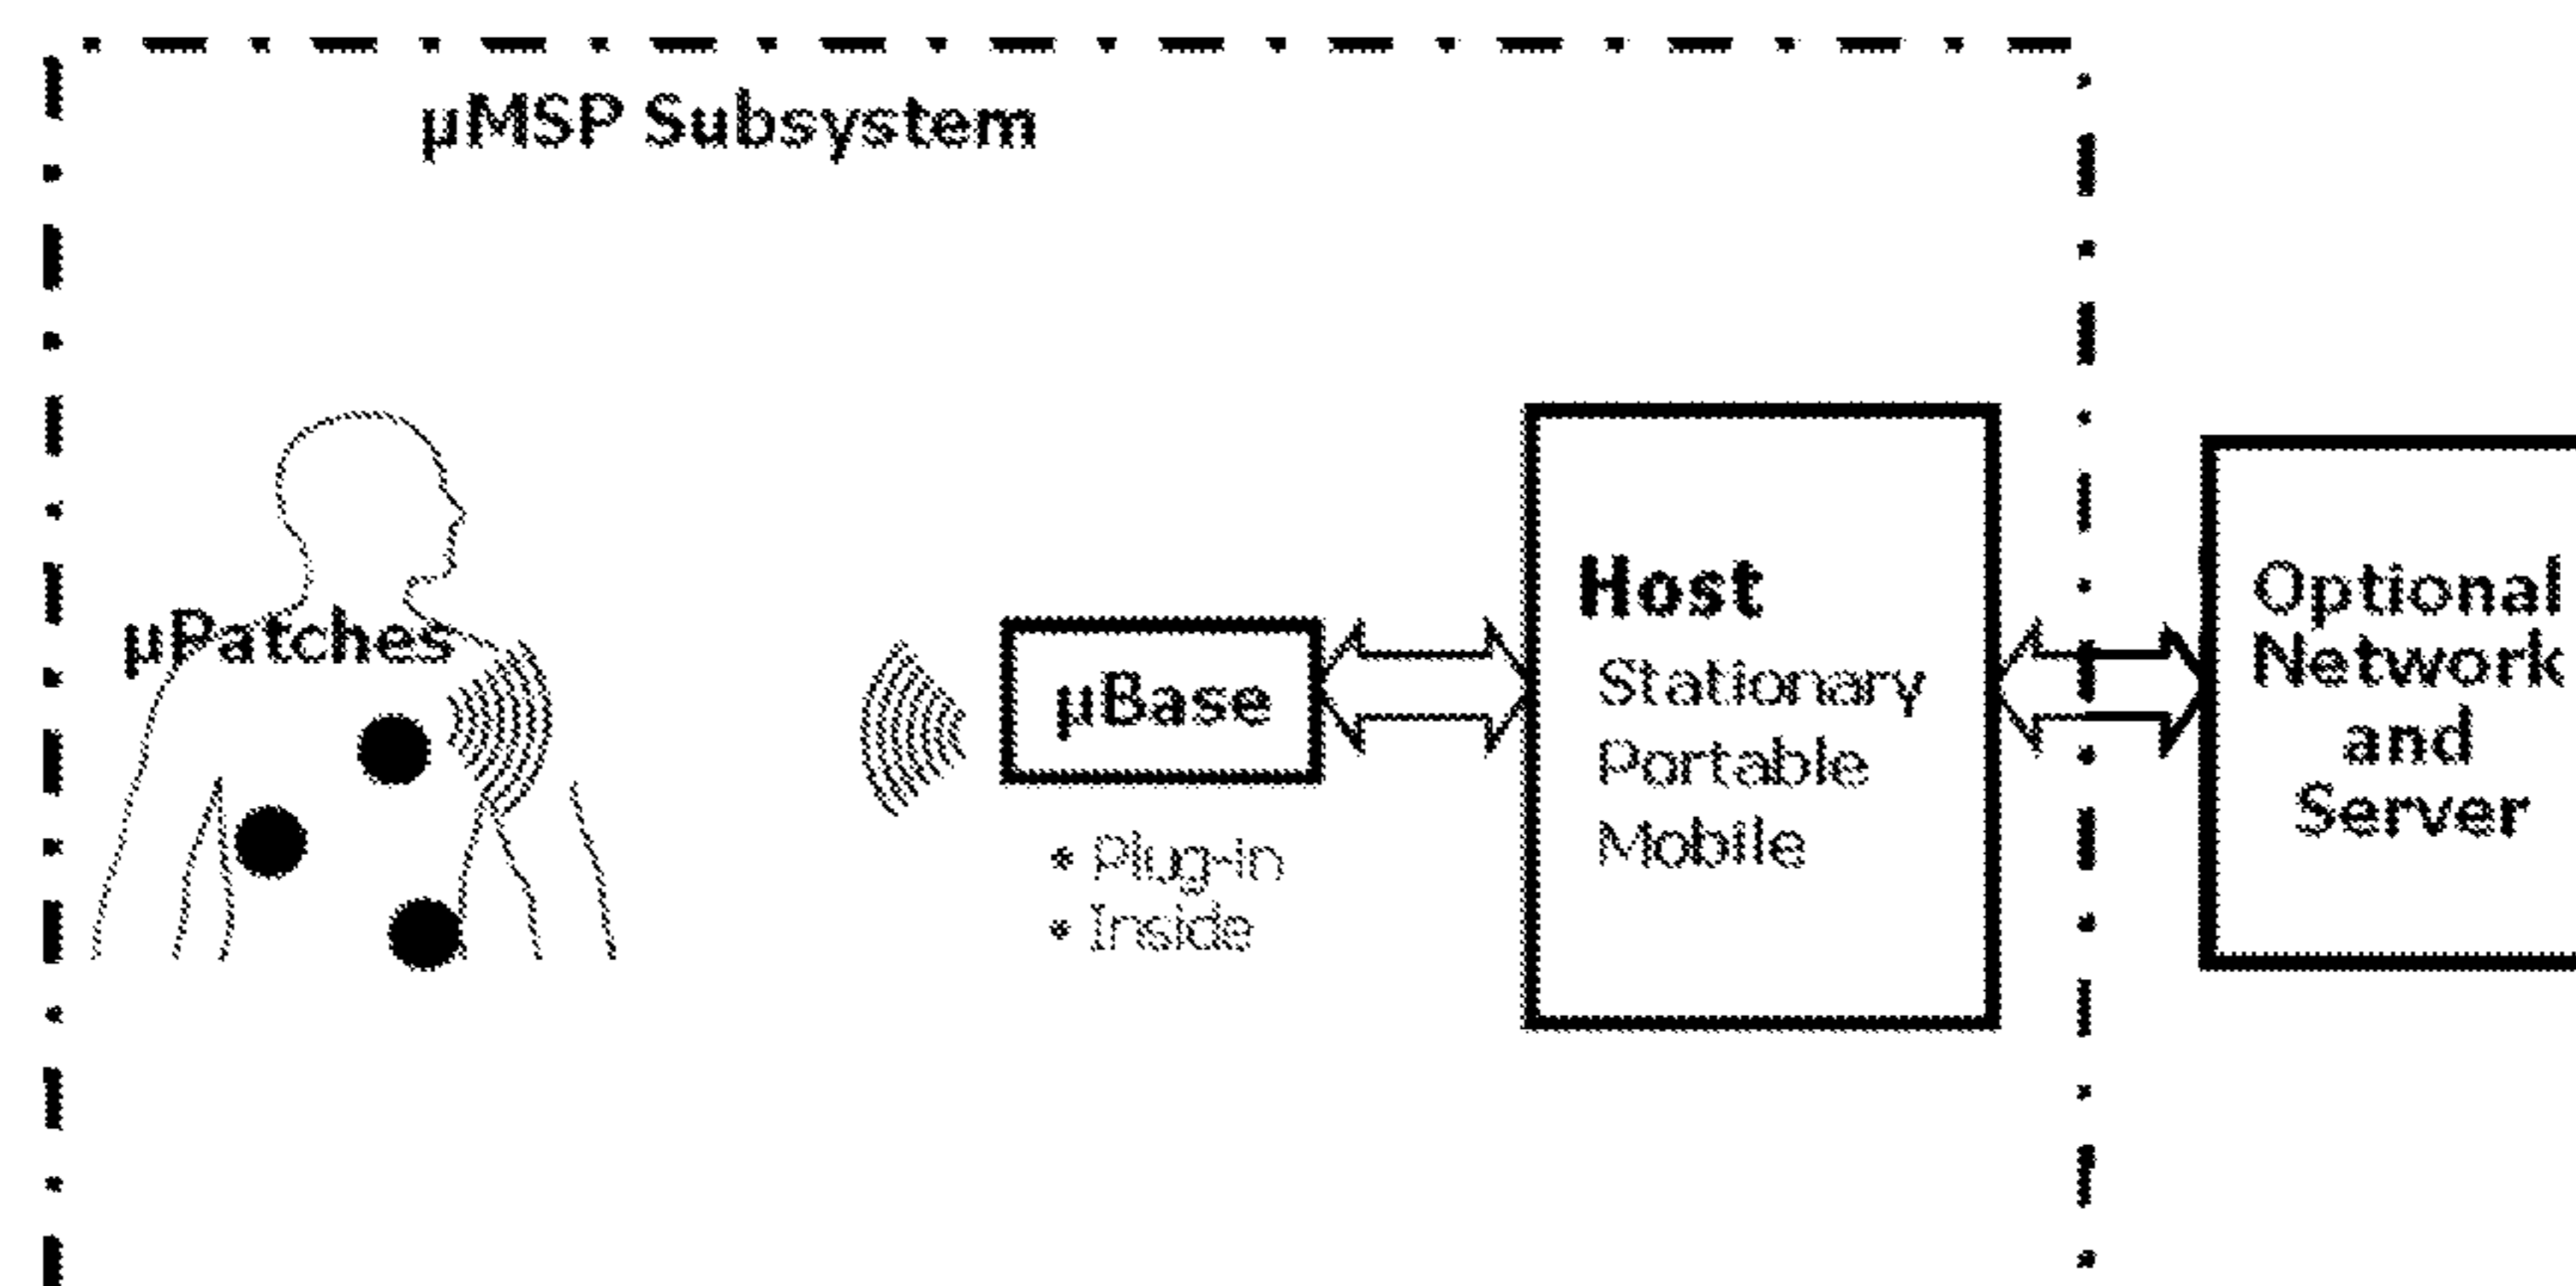 µMSP Subsystem
µPatches
µBase
• Plug-in
• Inside
Host
Stationary
Portable
Mobile
Optional
Network
and
Server